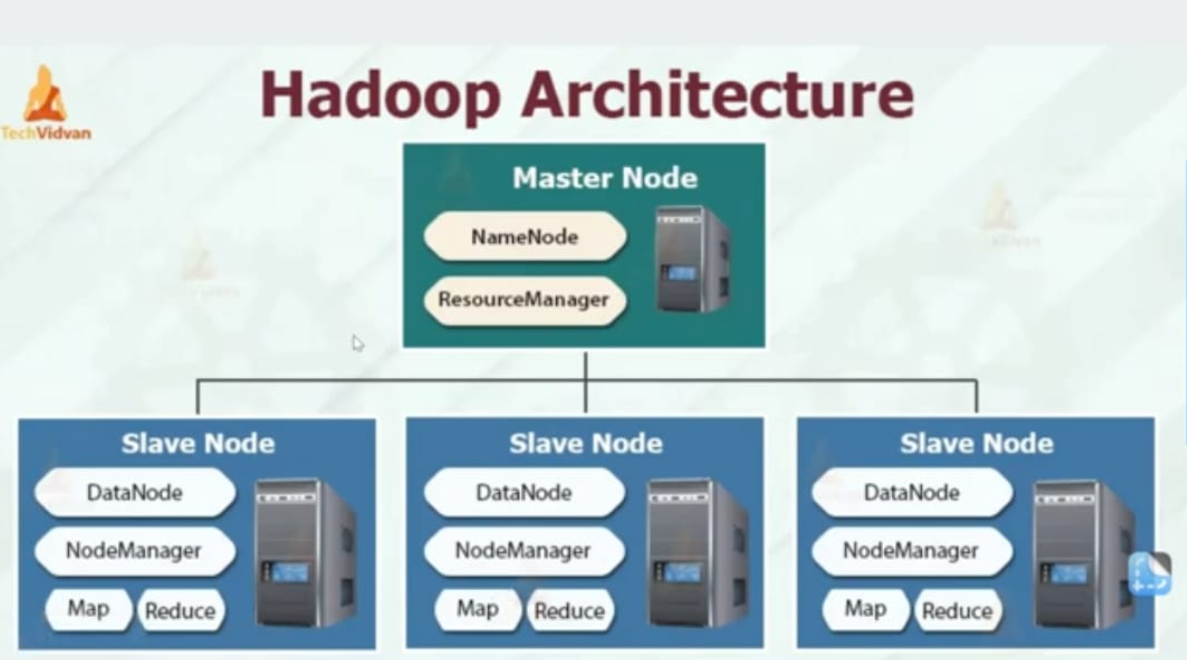 Hadoop Architecture
TechVidvan
Master Node
NameNode
ResourceManager
Slave Node
DataNode
NodeManager
Map
Reduce
Slave Node
DataNode
NodeManager
Map
Reduce
Slave Node
DataNode
NodeManager
Map
Reduce